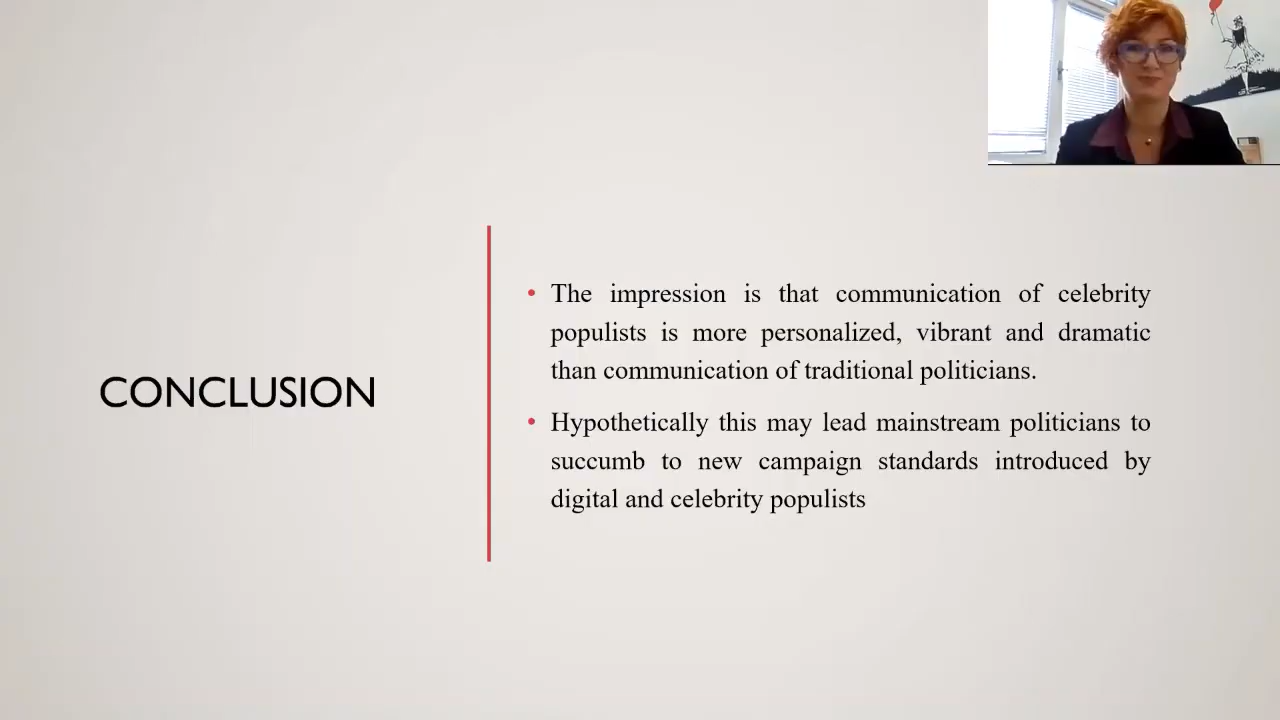 CONCLUSION
• The impression is that communication of celebrity
populists is more personalized, vibrant and dramatic
than communication of traditional politicians.
• Hypothetically this may lead mainstream politicians to
succumb to new campaign standards introduced by
digital and celebrity populists